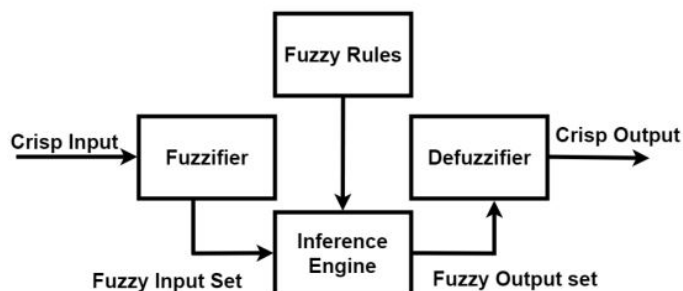 Fuzzy Rules
Crisp Input
Fuzzifier
Defuzzifier
Crisp Output
Inference
Engine
Fuzzy Input Set
Fuzzy Output set